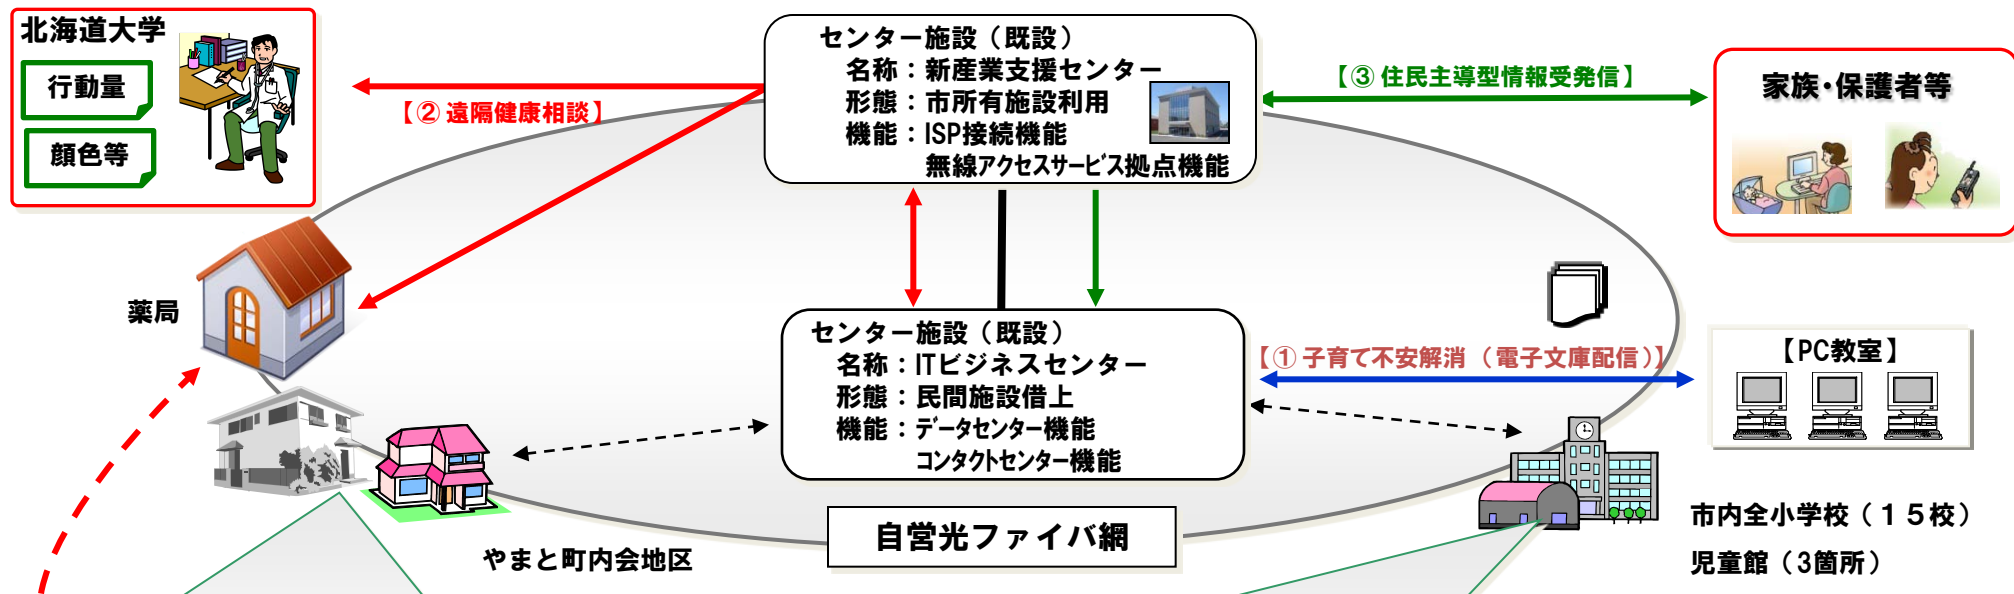 北海道大学
行動量
顔色等
【② 遠隔健康相談】
センター施設（既設）
名称：新産業支援センター
形態：市所有施設利用
機能：ISP接続機能
無線アクセスサービス拠点機能
【③ 住民主導型情報受発信】
家族・保護者等
薬局
センター施設（既設）
名称：ITビジネスセンター
形態：民間施設借上
機能：データセンター機能
コンタクトセンター機能
【① 子育て不安解消（電子文庫配信）】
【PC教室】
やまと町内会地区
自営光ファイバ網
市内全小学校（１５校）
児童館（3箇所）